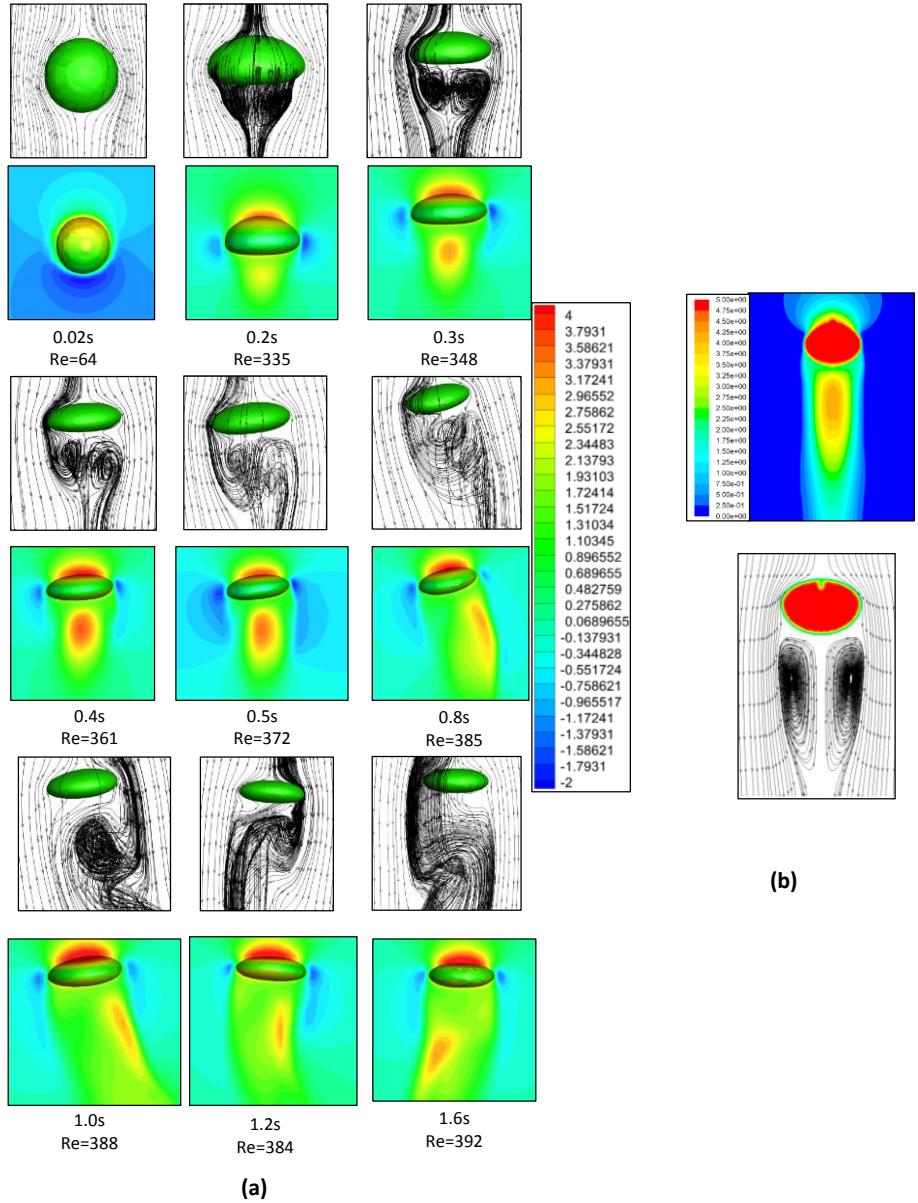 0.02s
Re=64
0.2s
Re=335
0.3s
Re=348
0.4s
Re=361
0.5s
Re=372
0.8s
Re=385
1.0s
Re=388
1.2s
Re=384
1.6s
Re=392
(a)
4
3.7931
3.58621
3.37931
3.17241
2.96552
2.75862
2.55172
2.34483
2.13793
1.93103
1.72414
1.51724
1.31034
1.10345
0.896552
0.689655
0.482759
0.275862
0.0689655
-0.137931
-0.344828
-0.551724
-0.758621
-0.965517
-1.17241
-1.37931
-1.58621
-1.7931
-2
5.00e+00
4.75e+00
4.50e+00
4.25e+00
4.00e+00
3.75e+00
3.50e+00
3.25e+00
3.00e+00
2.75e+00
2.50e+00
2.25e+00
2.00e+00
1.75e+00
1.50e+00
1.25e+00
1.00e+00
7.50e-01
5.00e-01
2.50e-01
0.00e+00
(b)